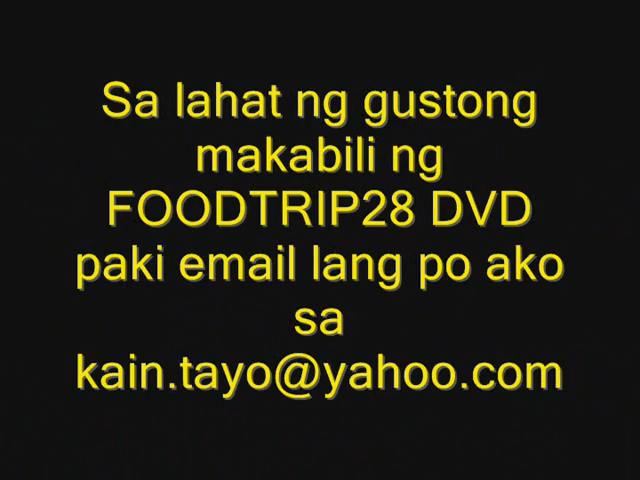 Sa lahat ng gustong
makabili ng
FOODTRIP28 DVD
paki email lang po ako
sa
kain.tayo@yahoo.com